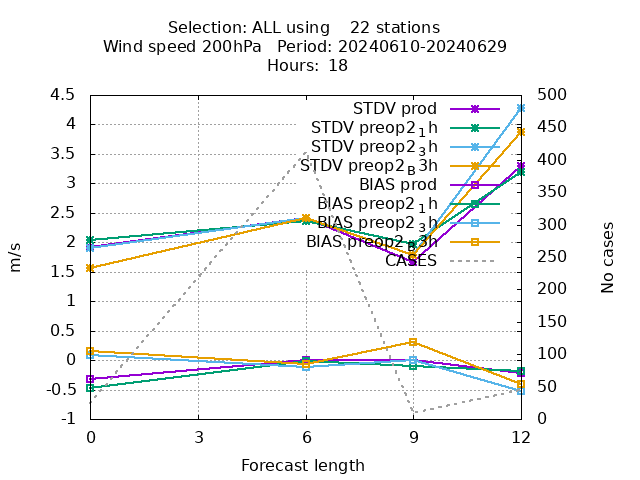 Selection: ALL using    22 stations
Wind speed 200hPa   Period: 20240610-20240629
Hours: 18
4.5
4
3.5
3
2.5
2
1.5
1
0.5
0
-0.5
-1
m/s
500
450
400
350
300
250
200
150
100
50
0
No cases
STDV prod
STDV preop2₁h
STDV preop2₃h
STDV preop2_B3h
BIAS prod
BIAS preop2₁h
BIAS preop2₃h
BIAS preop2_B3h
CASES
0 3 6 9 12
Forecast length